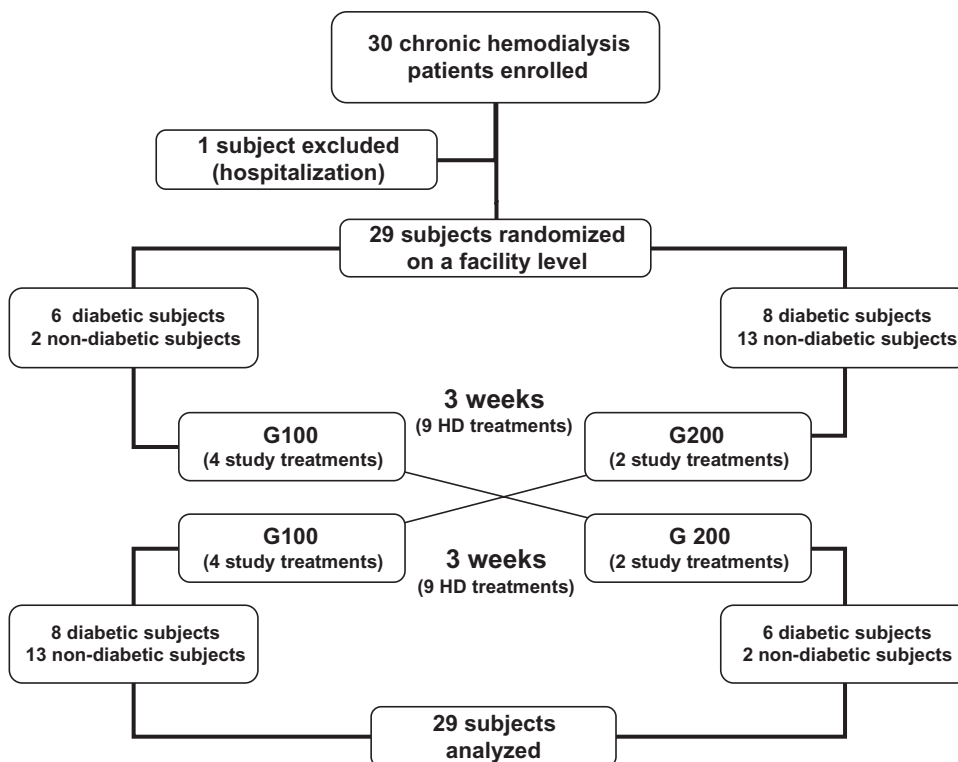 30 chronic hemodialysis
patients enrolled
1 subject excluded
(hospitalization)
29 subjects randomized
on a facility level
6 diabetic subjects
2 non-diabetic subjects
8 diabetic subjects
13 non-diabetic subjects
3 weeks
(9 HD treatments)
G100
(4 study treatments)
G200
(2 study treatments)
G100
(4 study treatments)
G 200
(2 study treatments)
3 weeks
(9 HD treatments)
8 diabetic subjects
13 non-diabetic subjects
6 diabetic subjects
2 non-diabetic subjects
29 subjects
analyzed